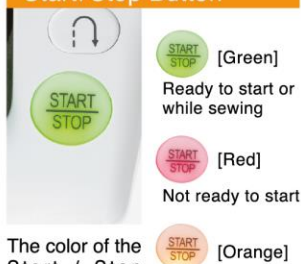 Start/Stop Button
START
STOP
START
STOP
[Green]
Ready to start or
while sewing
START
STOP
[Red]
Not ready to start
The color of the
Start / Stop
START
STOP
[Orange]